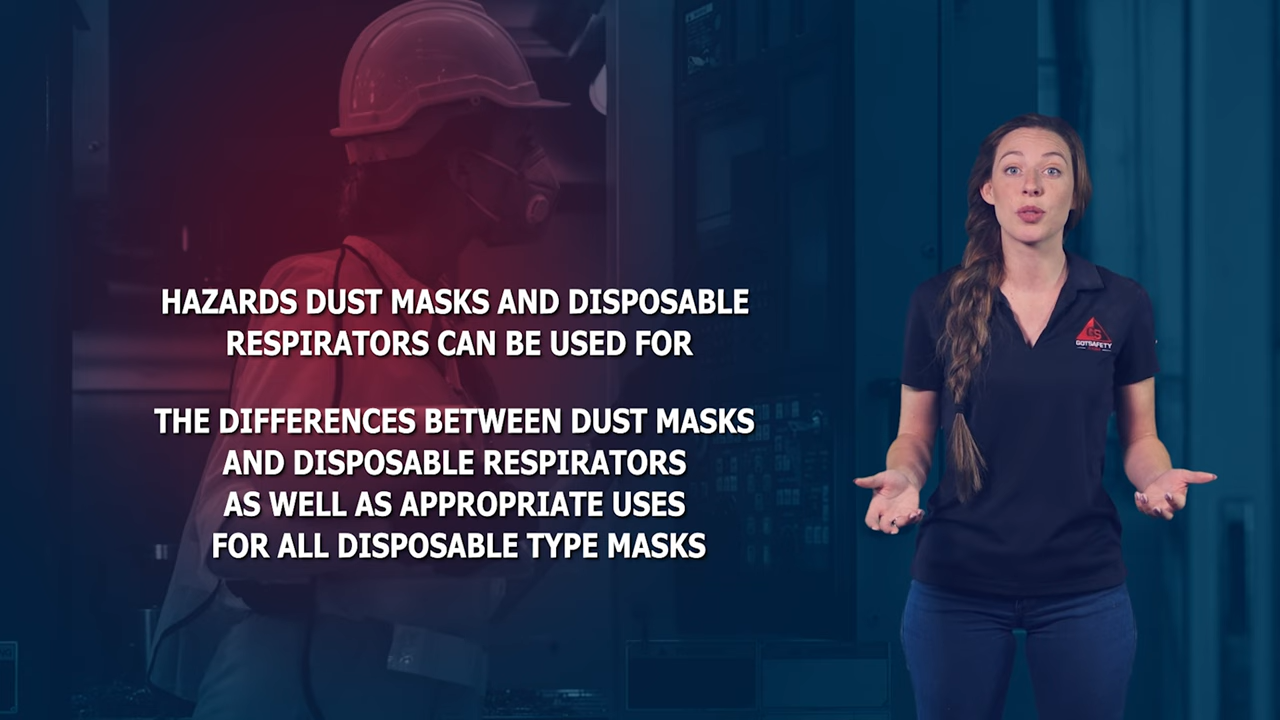 HAZARDS DUST MASKS AND DISPOSABLE
RESPIRATORS CAN BE USED FOR
THE DIFFERENCES BETWEEN DUST MASKS
AND DISPOSABLE RESPIRATORS
AS WELL AS APPROPRIATE USES
FOR ALL DISPOSABLE TYPE MASKS
GS
GOTSAFETY